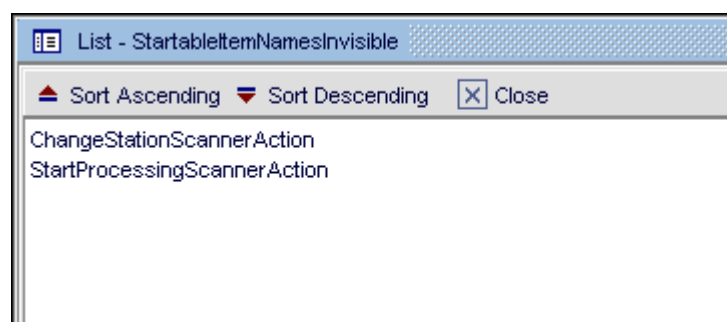 List - StartableItemNamesInvisible
Sort Ascending Sort Descending Close
ChangeStationScannerAction
StartProcessingScannerAction